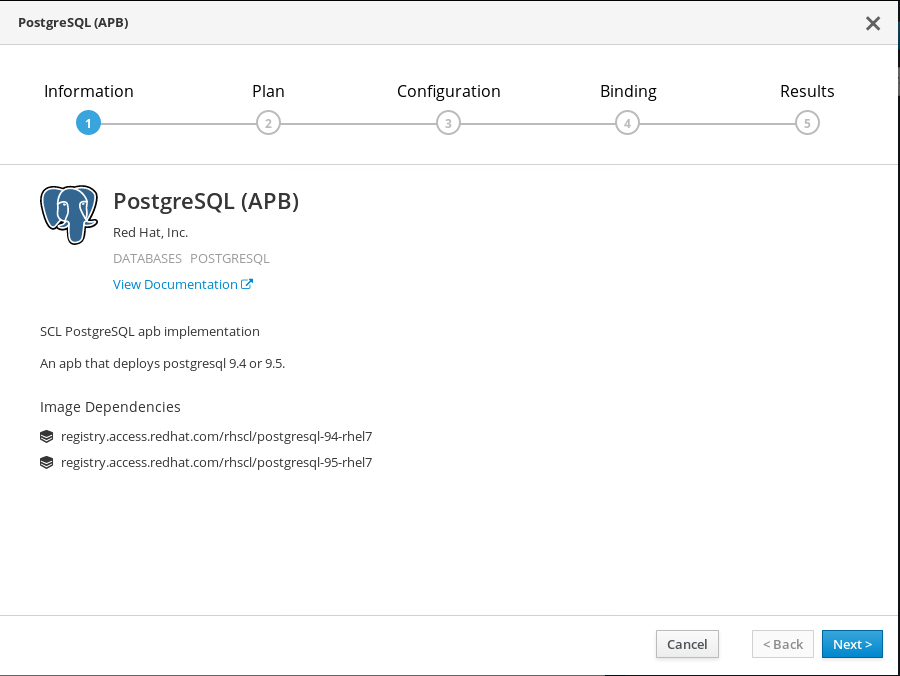 PostgreSQL (APB)
Information Plan Configuration Binding Results
1 2 3 4 5
PostgreSQL (APB)
Red Hat, Inc.
DATABASES POSTGRESQL
View Documentation
SCL PostgreSQL apb implementation
An apb that deploys postgresql 9.4 or 9.5.
Image Dependencies
registry.access.redhat.com/rhscl/postgresql-94-rhel7
registry.access.redhat.com/rhscl/postgresql-95-rhel7
Cancel < Back Next >